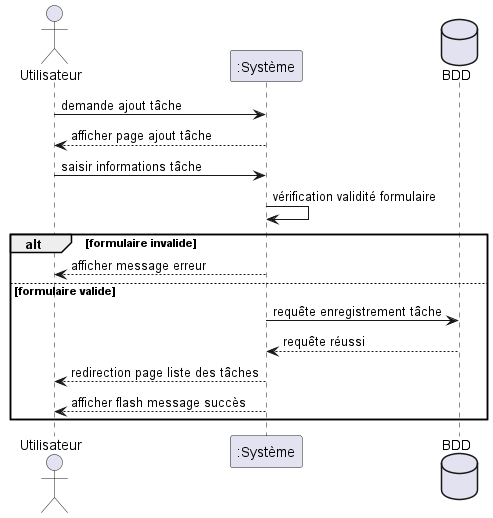 Utilisateur
:Système
BDD
demande ajout tâche
afficher page ajout tâche
saisir informations tâche
vérification validité formulaire
alt
[formulaire invalide]
afficher message erreur
[formulaire valide]
requête enregistrement tâche
requête réussi
redirection page liste des tâches
afficher flash message succès
Utilisateur
:Système
BDD